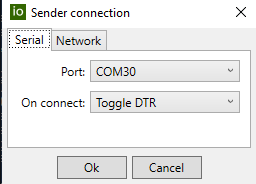 io Sender connection
Serial Network
Port: COM30
On connect: Toggle DTR
Ok Cancel